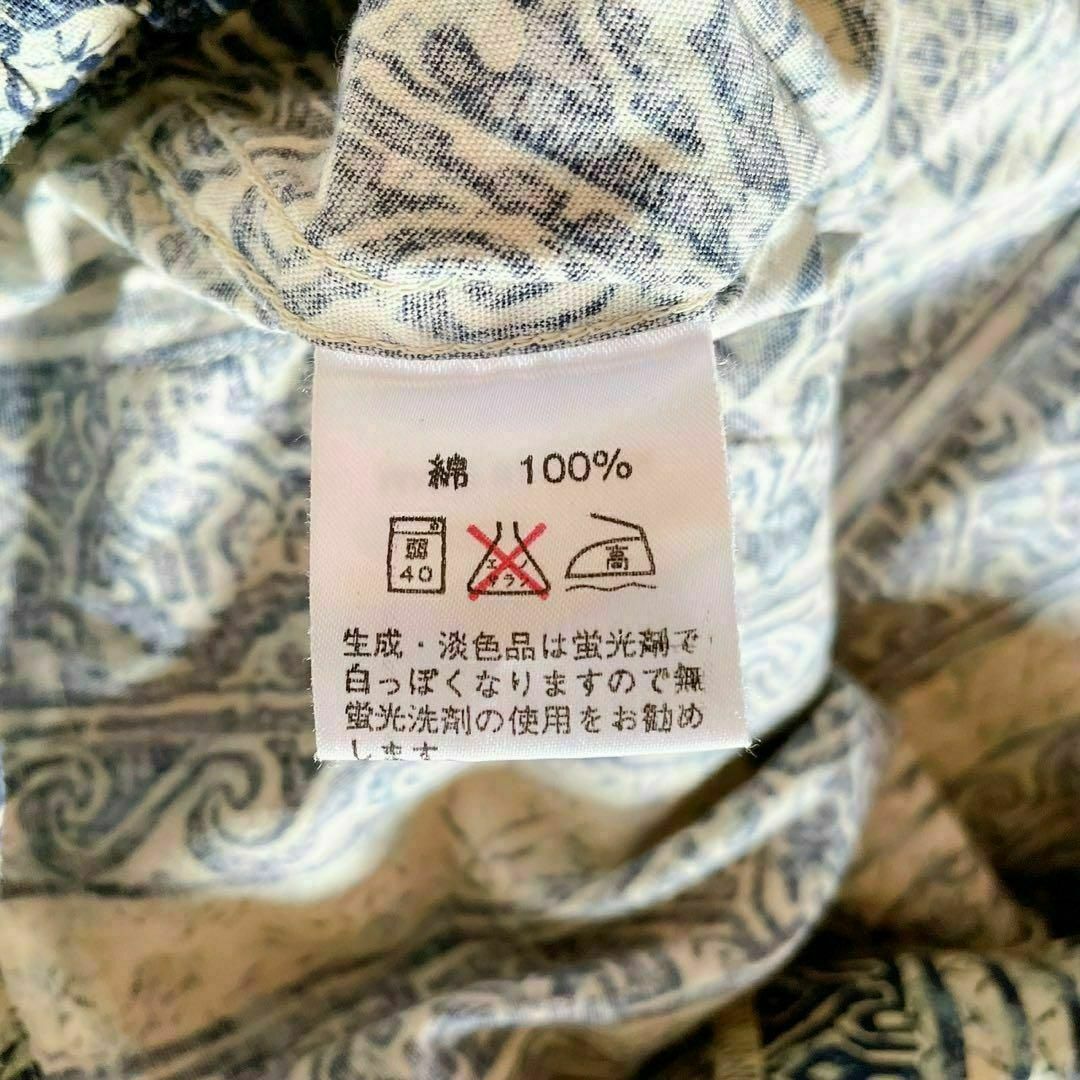 綿 100%
弱
40
エンソ
サラシ
高
生成・淡色品は蛍光剤で
白っぽくなりますので無
蛍光洗剤の使用をお勧め
します